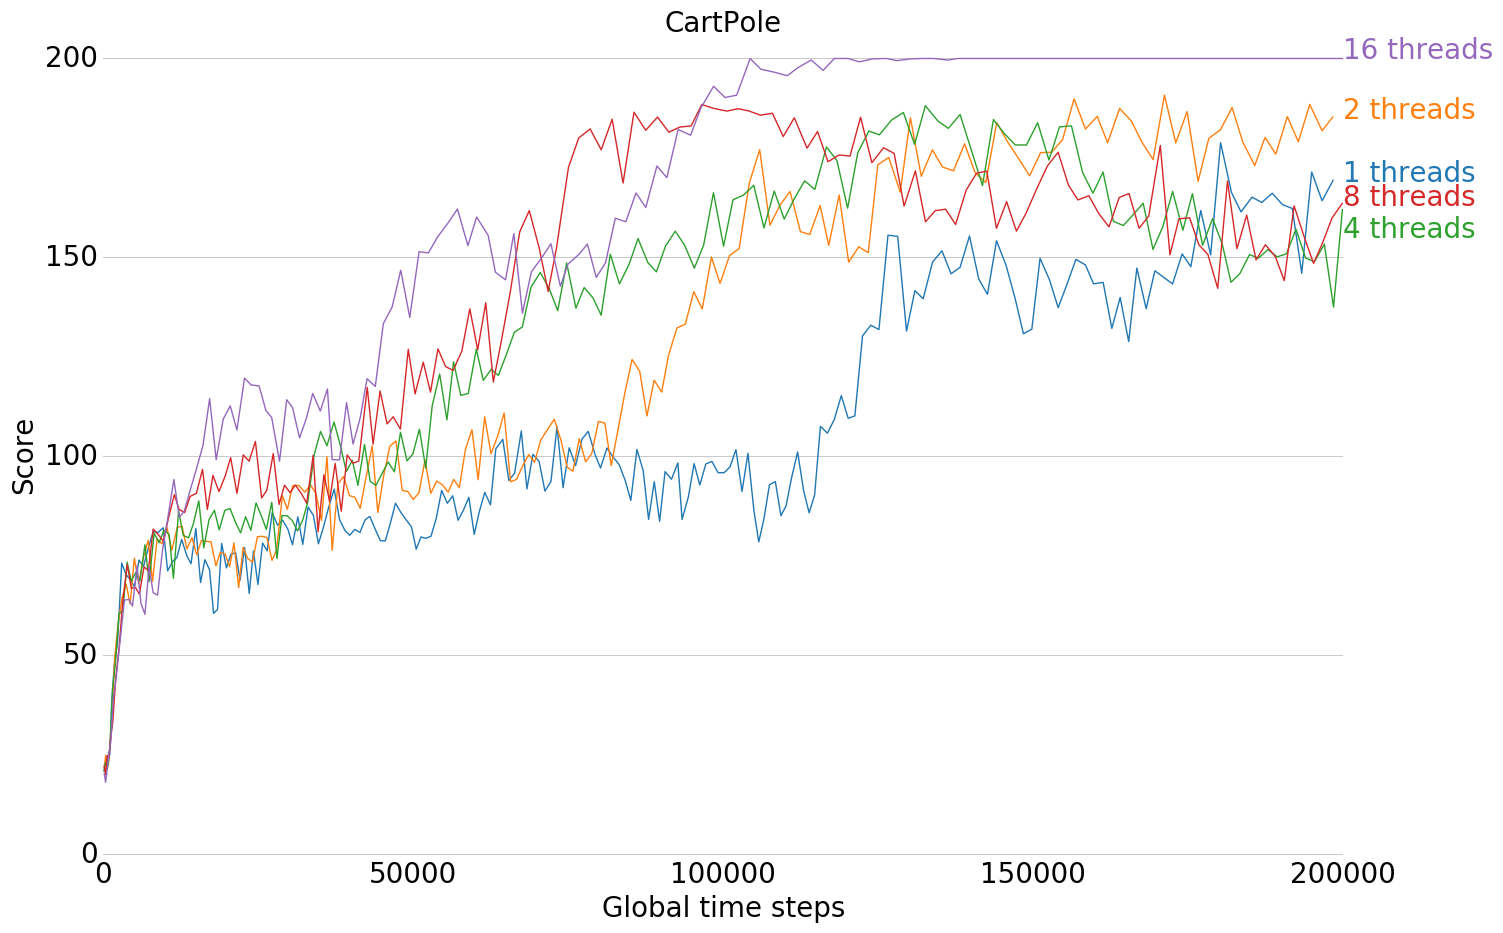 CartPole
200
150
100
50
0
Score
16 threads
2 threads
1 threads
8 threads
4 threads
0 50000 100000 150000 200000
Global time steps